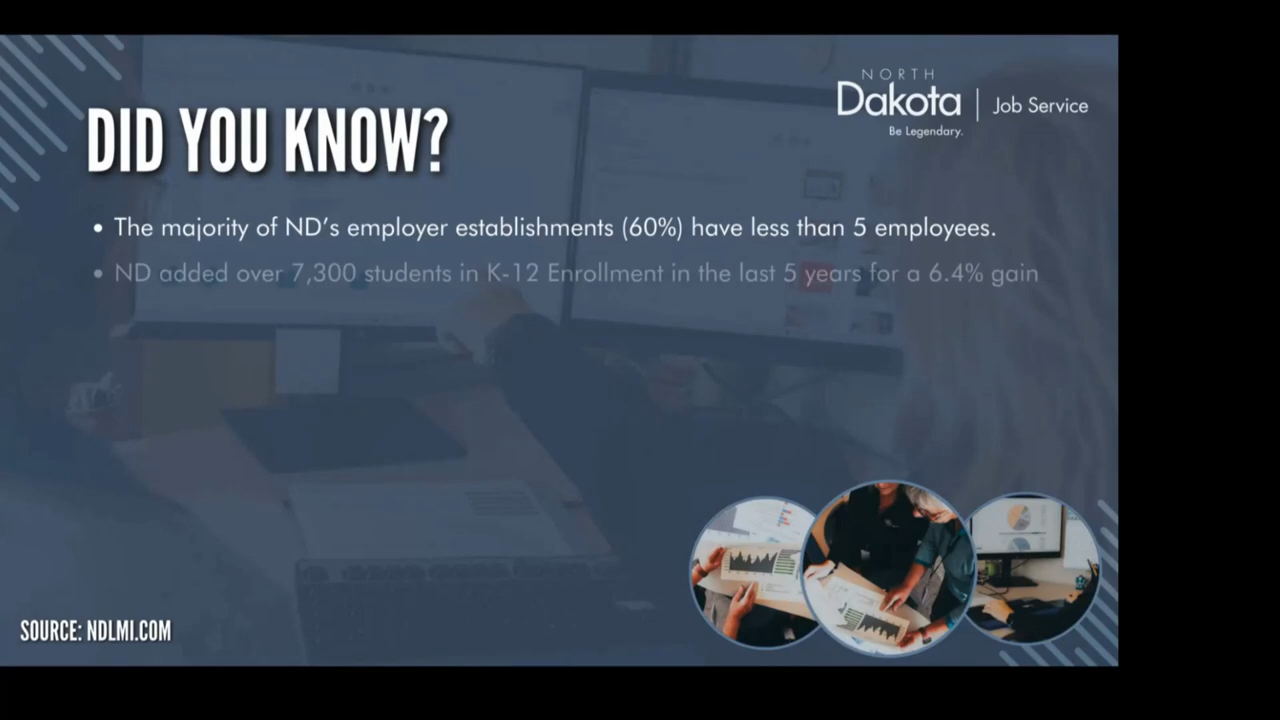 NORTH
Dakota | Job Service
Be Legendary.
DID YOU KNOW?
• The majority of ND's employer establishments (60%) have less than 5 employees.
• ND added over 7,300 students in K-12 Enrollment in the last 5 years for a 6.4% gain
SOURCE: NDLMI.COM